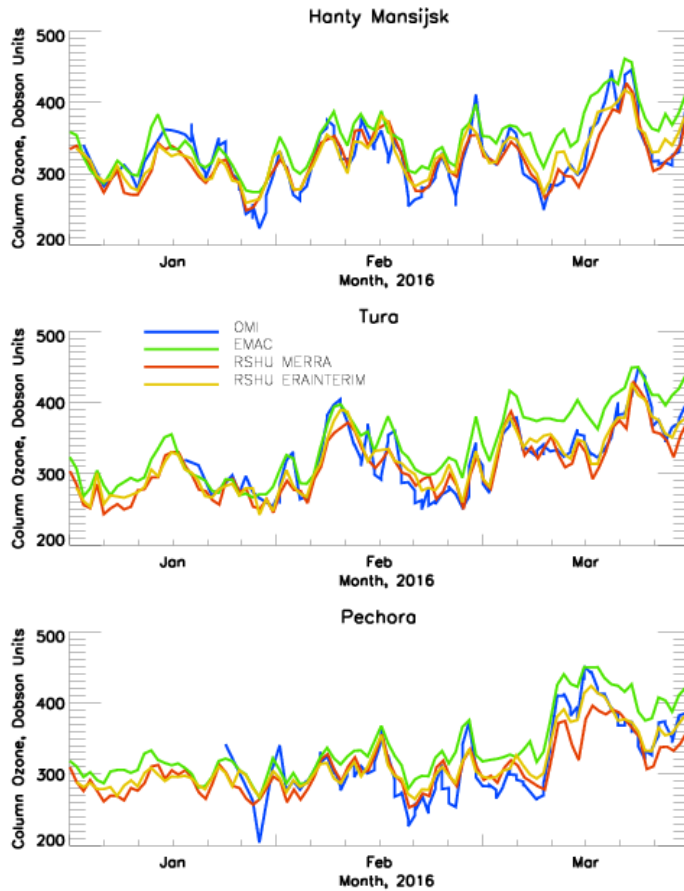 Hanty Mansijsk
Column Ozone, Dobson Units
500
400
300
200
Jan
Feb
Mar
Month, 2016
Tura
Column Ozone, Dobson Units
500
400
300
200
OMI
EMAC
RSHU MERRA
RSHU ERAINTERIM
Jan
Feb
Mar
Month, 2016
Pechora
Column Ozone, Dobson Units
500
400
300
200
Jan
Feb
Mar
Month, 2016